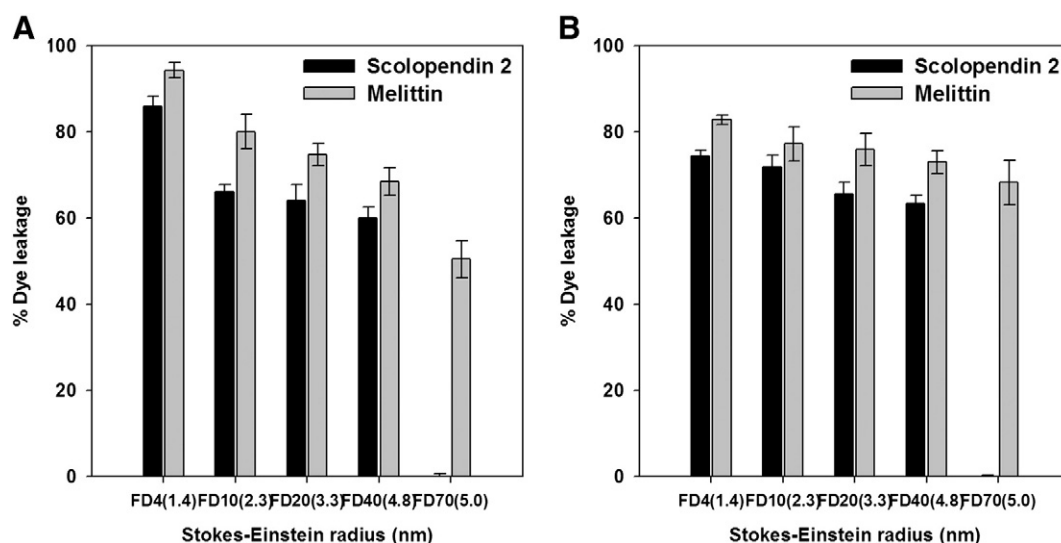 A
100
80
60
40
20
0
% Dye leakage
Scolopendin 2
Melittin
FD4(1.4) FD10(2.3) FD20(3.3) FD40(4.8) FD70(5.0)
Stokes-Einstein radius (nm)
B
100
80
60
40
20
0
% Dye leakage
Scolopendin 2
Melittin
FD4(1.4) FD10(2.3) FD20(3.3) FD40(4.8) FD70(5.0)
Stokes-Einstein radius (nm)